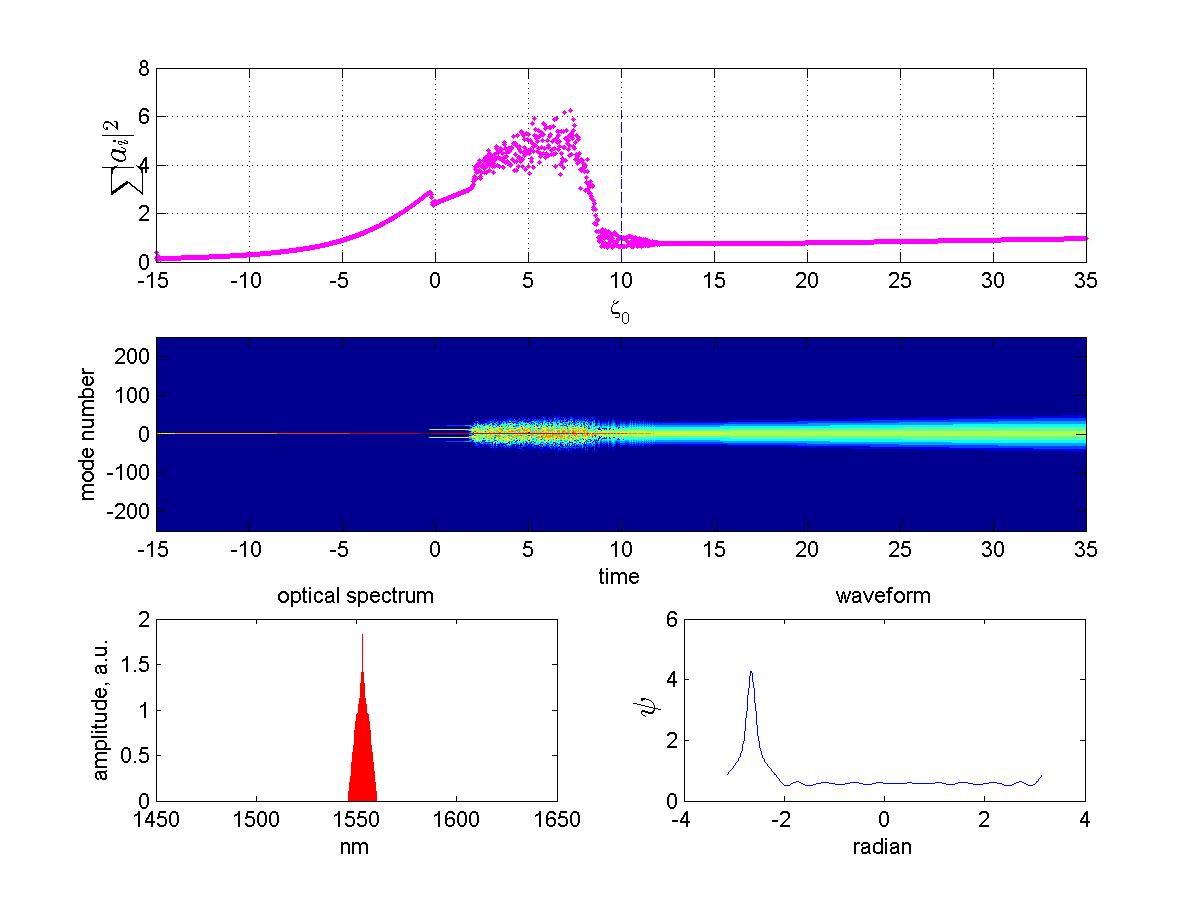 8
6
4
2
0
∑|a_i|^2
-15 -10 -5 0 5 10 15 20 25 30 35
ζ_0
200
100
0
-100
-200
mode number
-15 -10 -5 0 5 10 15 20 25 30 35
time
optical spectrum
2
1.5
1
0.5
0
amplitude, a.u.
1450 1500 1550 1600 1650
nm
waveform
6
4
2
0
ψ
-4 -2 0 2 4
radian